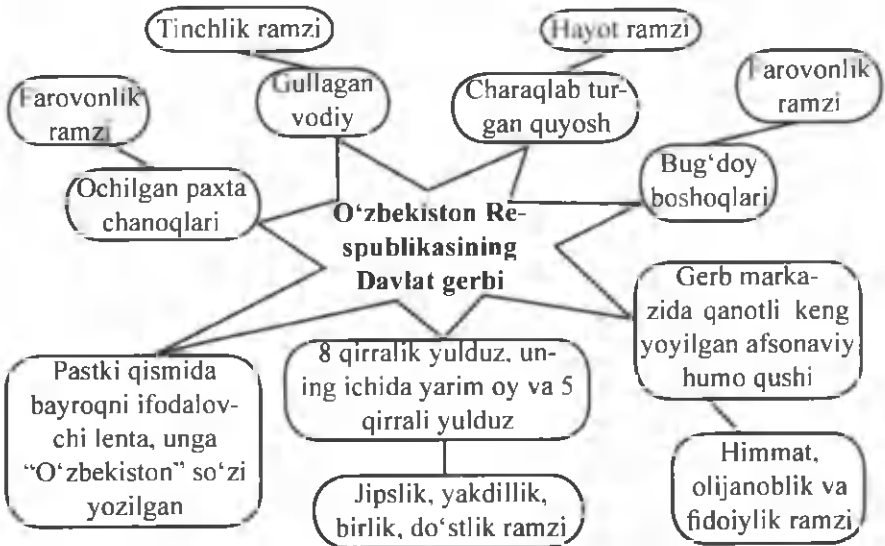 Tinchlik ramzi
Hayot ramzi
Farovonlik
ramzi
Gullagan
vodiy
Charaqlab tur-
gan quyosh
Farovonlik
ramzi
Ochilgan paxta
chanoqlari
Bug‘doy
boshoqlari
O‘zbekiston Re-
spublikasining
Davlat gerbi
Pastki qismida
bayroqni ifodalov-
chi lenta, unga
“O‘zbekiston” so‘zi
yozilgan
8 qirralik yulduz, un-
ing ichida yarim oy va 5
qirrali yulduz
Gerb marka-
zida qanotli keng
yoyilgan afsonaviy
humo qushi
Jipslik, yakdillik,
birlik, do‘stlik ramzi
Himmat,
olijanoblik va
fidoiylik ramzi